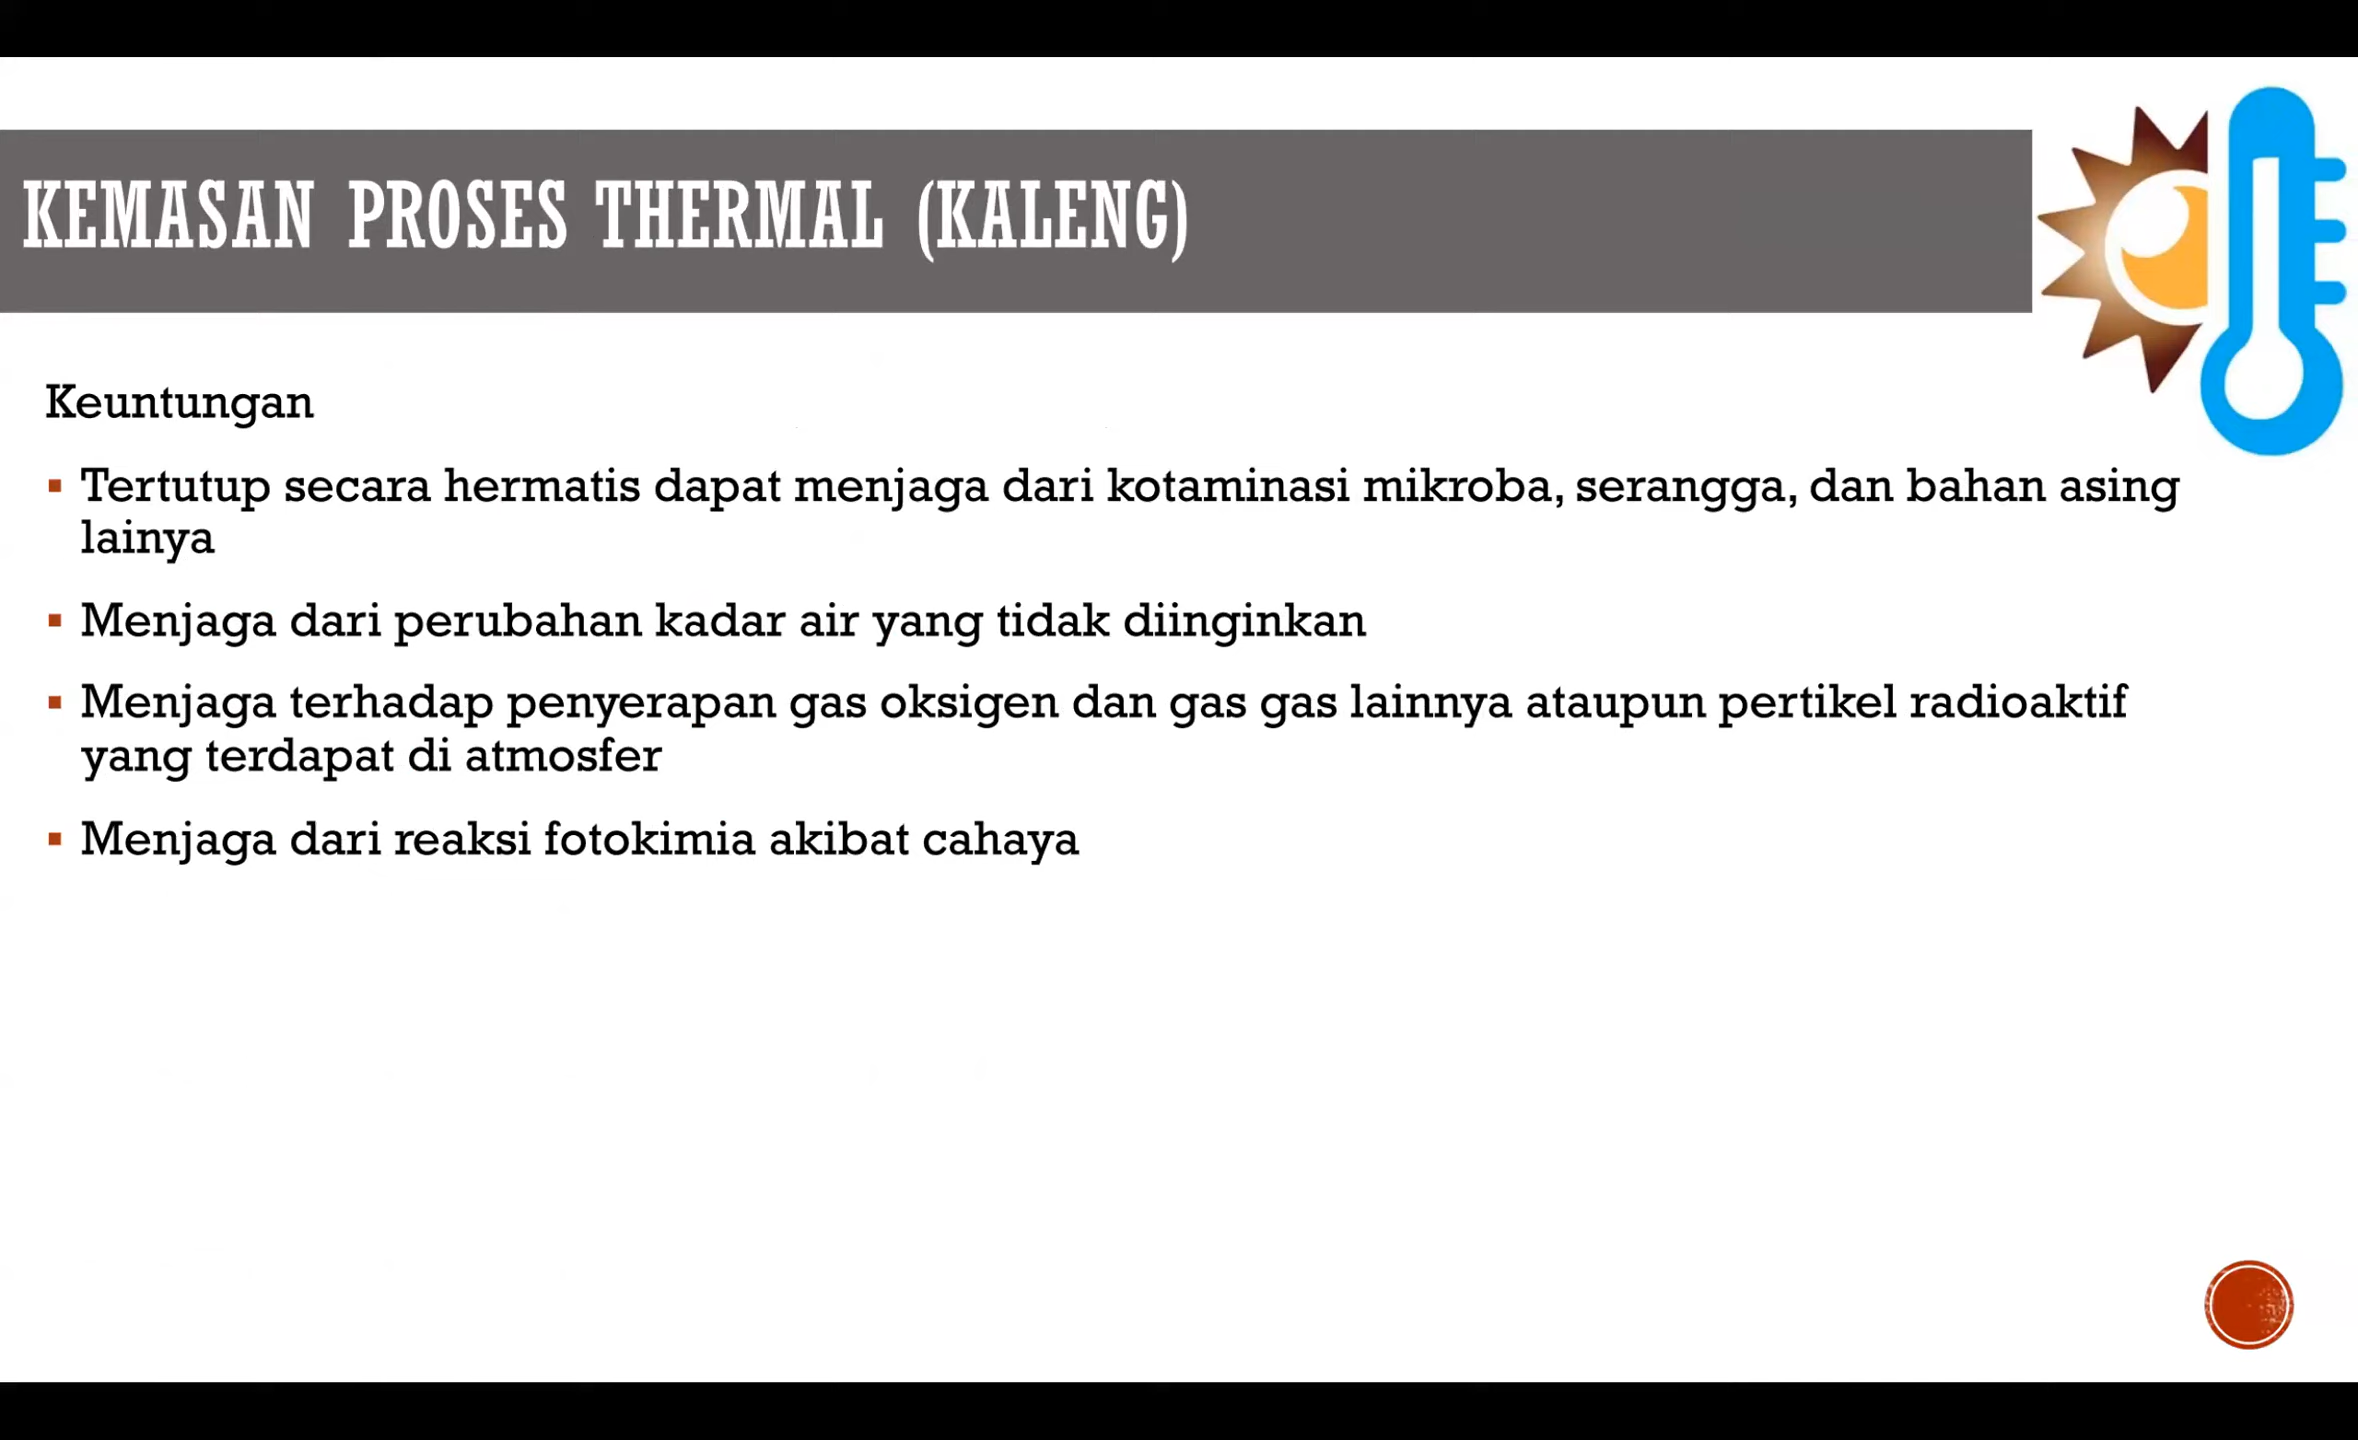 KEMASAN PROSES THERMAL (KALENG)
Keuntungan
▪ Tertutup secara hermatis dapat menjaga dari kotaminasi mikroba, serangga, dan bahan asing
lainya
▪ Menjaga dari perubahan kadar air yang tidak diinginkan
▪ Menjaga terhadap penyerapan gas oksigen dan gas gas lainnya ataupun pertikel radioaktif
yang terdapat di atmosfer
▪ Menjaga dari reaksi fotokimia akibat cahaya